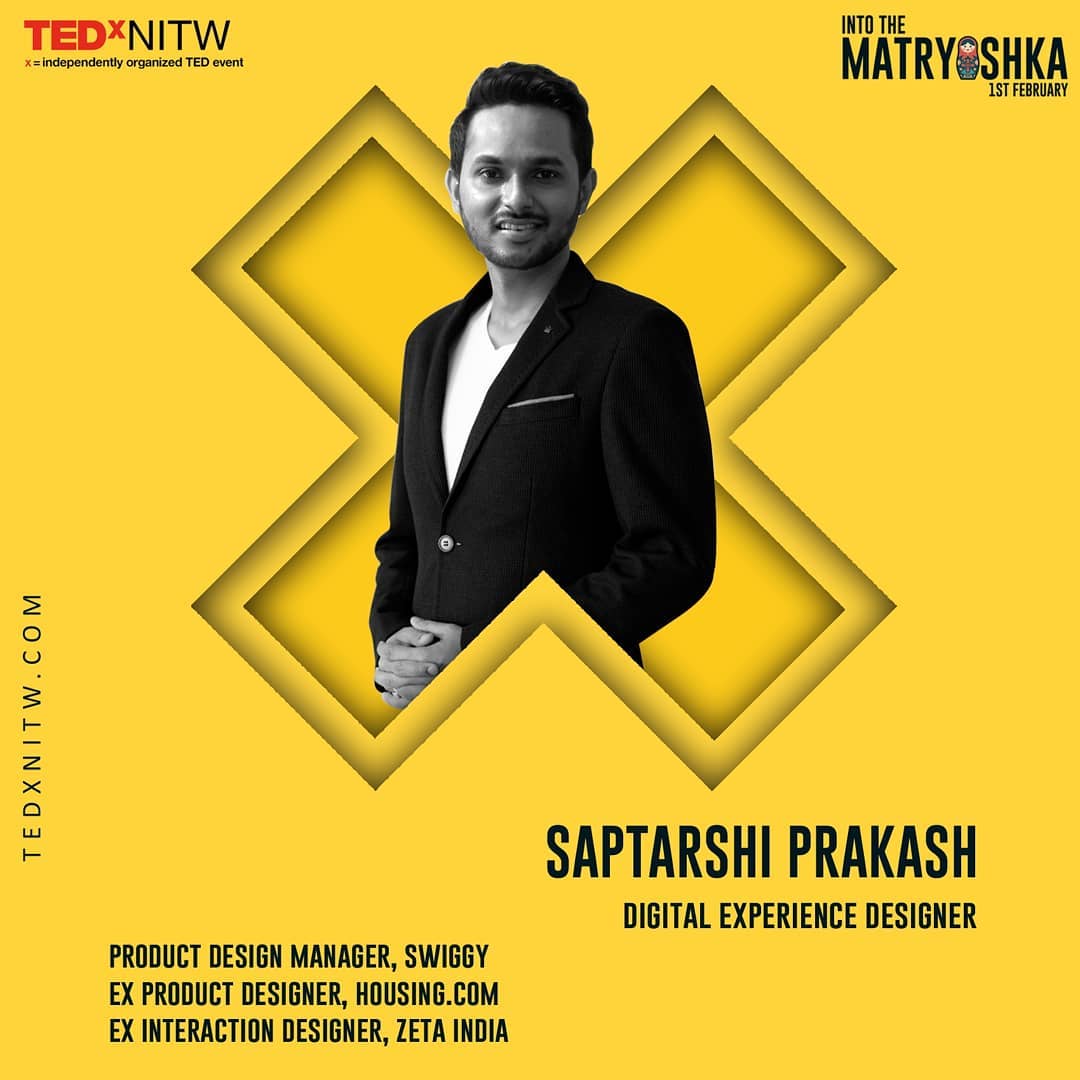 TEDxNITW
x = independently organized TED event
INTO THE
MATRYOSHKA
1ST FEBRUARY
TEDXNITW.COM
SAPTARSHI PRAKASH
DIGITAL EXPERIENCE DESIGNER
PRODUCT DESIGN MANAGER, SWIGGY
EX PRODUCT DESIGNER, HOUSING.COM
EX INTERACTION DESIGNER, ZETA INDIA